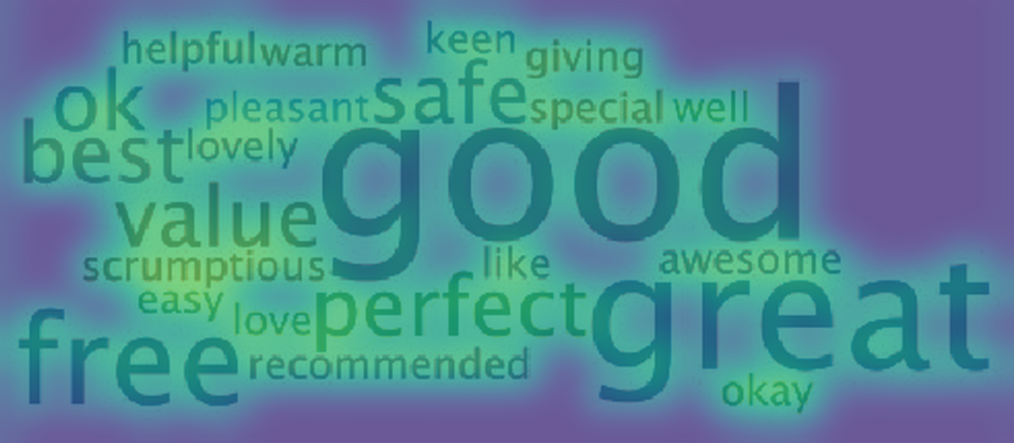 helpful warm keen giving
ok pleasant safe special well
best lovely good
value
scrumptious like awesome
easy love perfect great
free recommended
okay